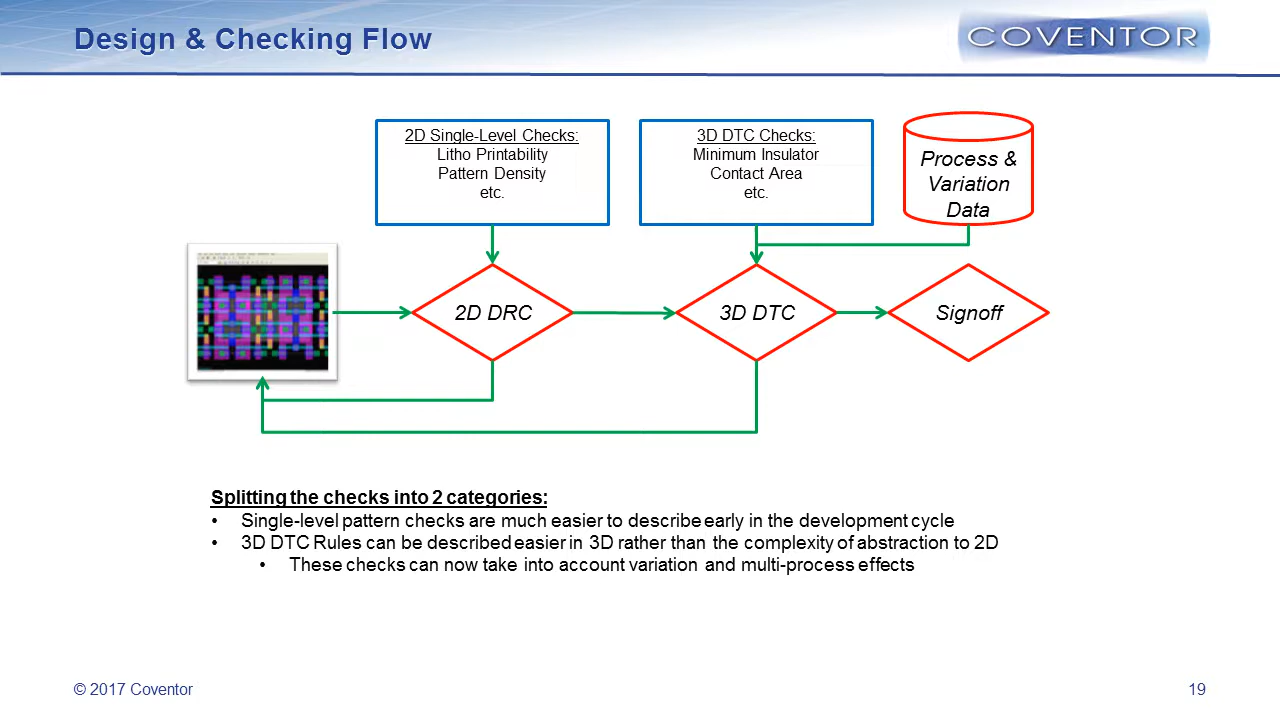 Design & Checking Flow
COVENTOR
2D Single-Level Checks:
Litho Printability
Pattern Density
etc.
3D DTC Checks:
Minimum Insulator
Contact Area
etc.
Process &
Variation
Data
2D DRC
3D DTC
Signoff
Splitting the checks into 2 categories:
• Single-level pattern checks are much easier to describe early in the development cycle
• 3D DTC Rules can be described easier in 3D rather than the complexity of abstraction to 2D
• These checks can now take into account variation and multi-process effects
© 2017 Coventor
19